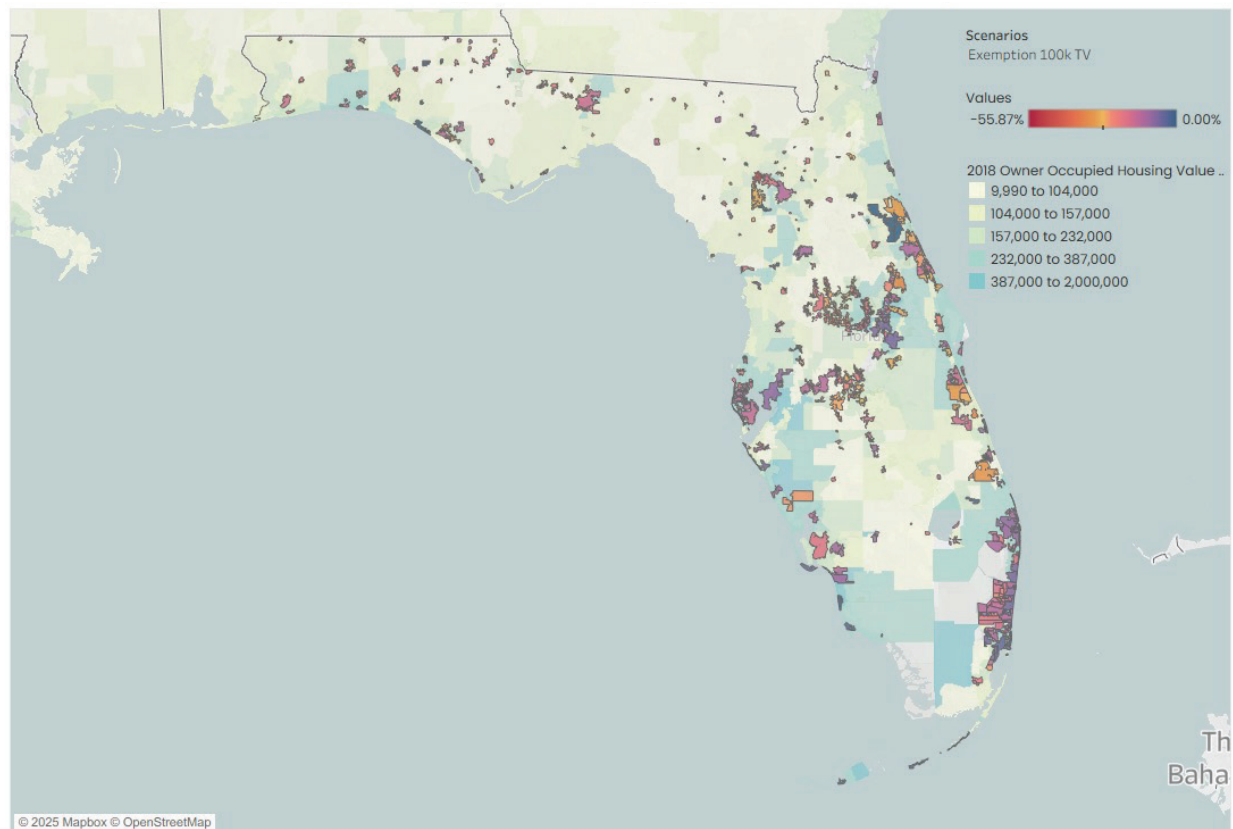 Scenarios
Exemption 100k TV
Values
-55.87% 0.00%
2018 Owner Occupied Housing Value ..
9,990 to 104,000
104,000 to 157,000
157,000 to 232,000
232,000 to 387,000
387,000 to 2,000,000
Th
Baha
© 2025 Mapbox © OpenStreetMap